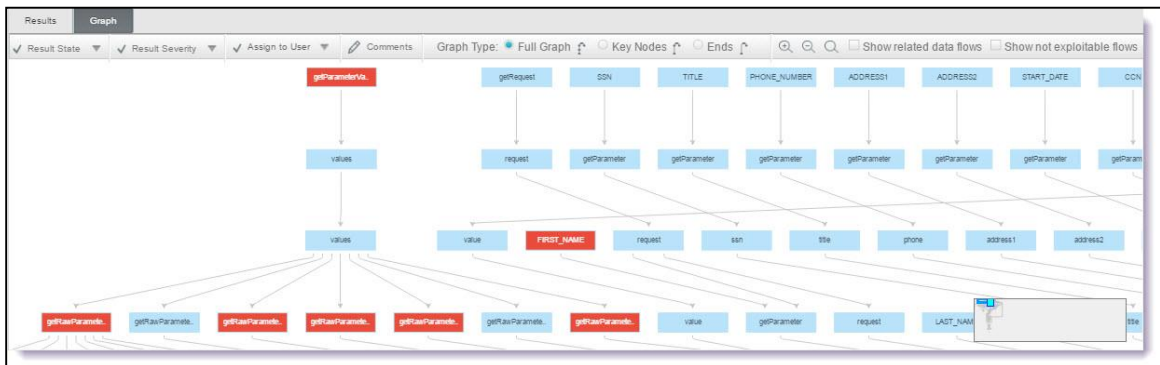 Results Graph
Result State Result Severity Assign to User Comments Graph Type: Full Graph Key Nodes Ends Show related data flows Show not exploitable flows
getParameterVa.. getRequest SSN TITLE PHONE_NUMBER ADDRESS1 ADDRESS2 START_DATE CCN
values request getParameter getParameter getParameter getParameter getParameter getParameter getParam
values value FIRST_NAME request ssn title phone address1 address2
getRawParamete.. getRawParamete.. getRawParamete.. getRawParamete.. getRawParamete.. getRawParamete.. getRawParamete.. value getParameter request LAST_NAM title